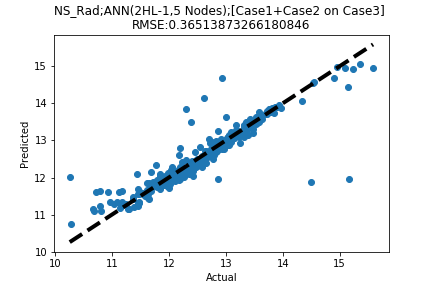 NS_Rad;ANN(2HL-1,5 Nodes);[Case1+Case2 on Case3]
RMSE:0.36513873266180846
15
14
13
12
11
10
Predicted
10 11 12 13 14 15
Actual